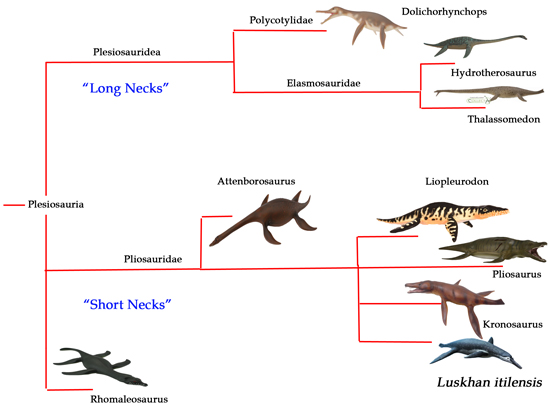 Polycotylidae
Dolichorhynchops
Plesiosauridea
"Long Necks"
Elasmosauridae
Hydrotherosaurus
Thalassomedon
Attenborosaurus
Liopleurodon
Plesiosauria
Pliosauridae
Pliosaurus
"Short Necks"
Kronosaurus
Luskhan itilensis
Rhomaleosaurus